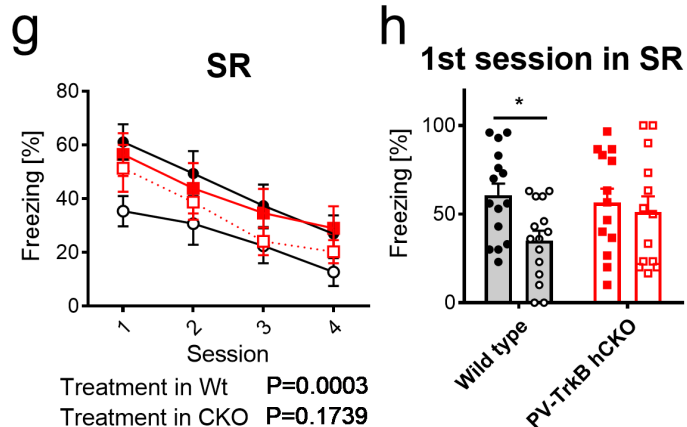 g
SR
Freezing [%]
80
60
40
20
0
1 2 3 4
Session
Treatment in Wt P=0.0003
Treatment in CKO P=0.1739
h
1st session in SR
*
Freezing [%]
100
50
0
Wild type
PV-TrkB hCKO